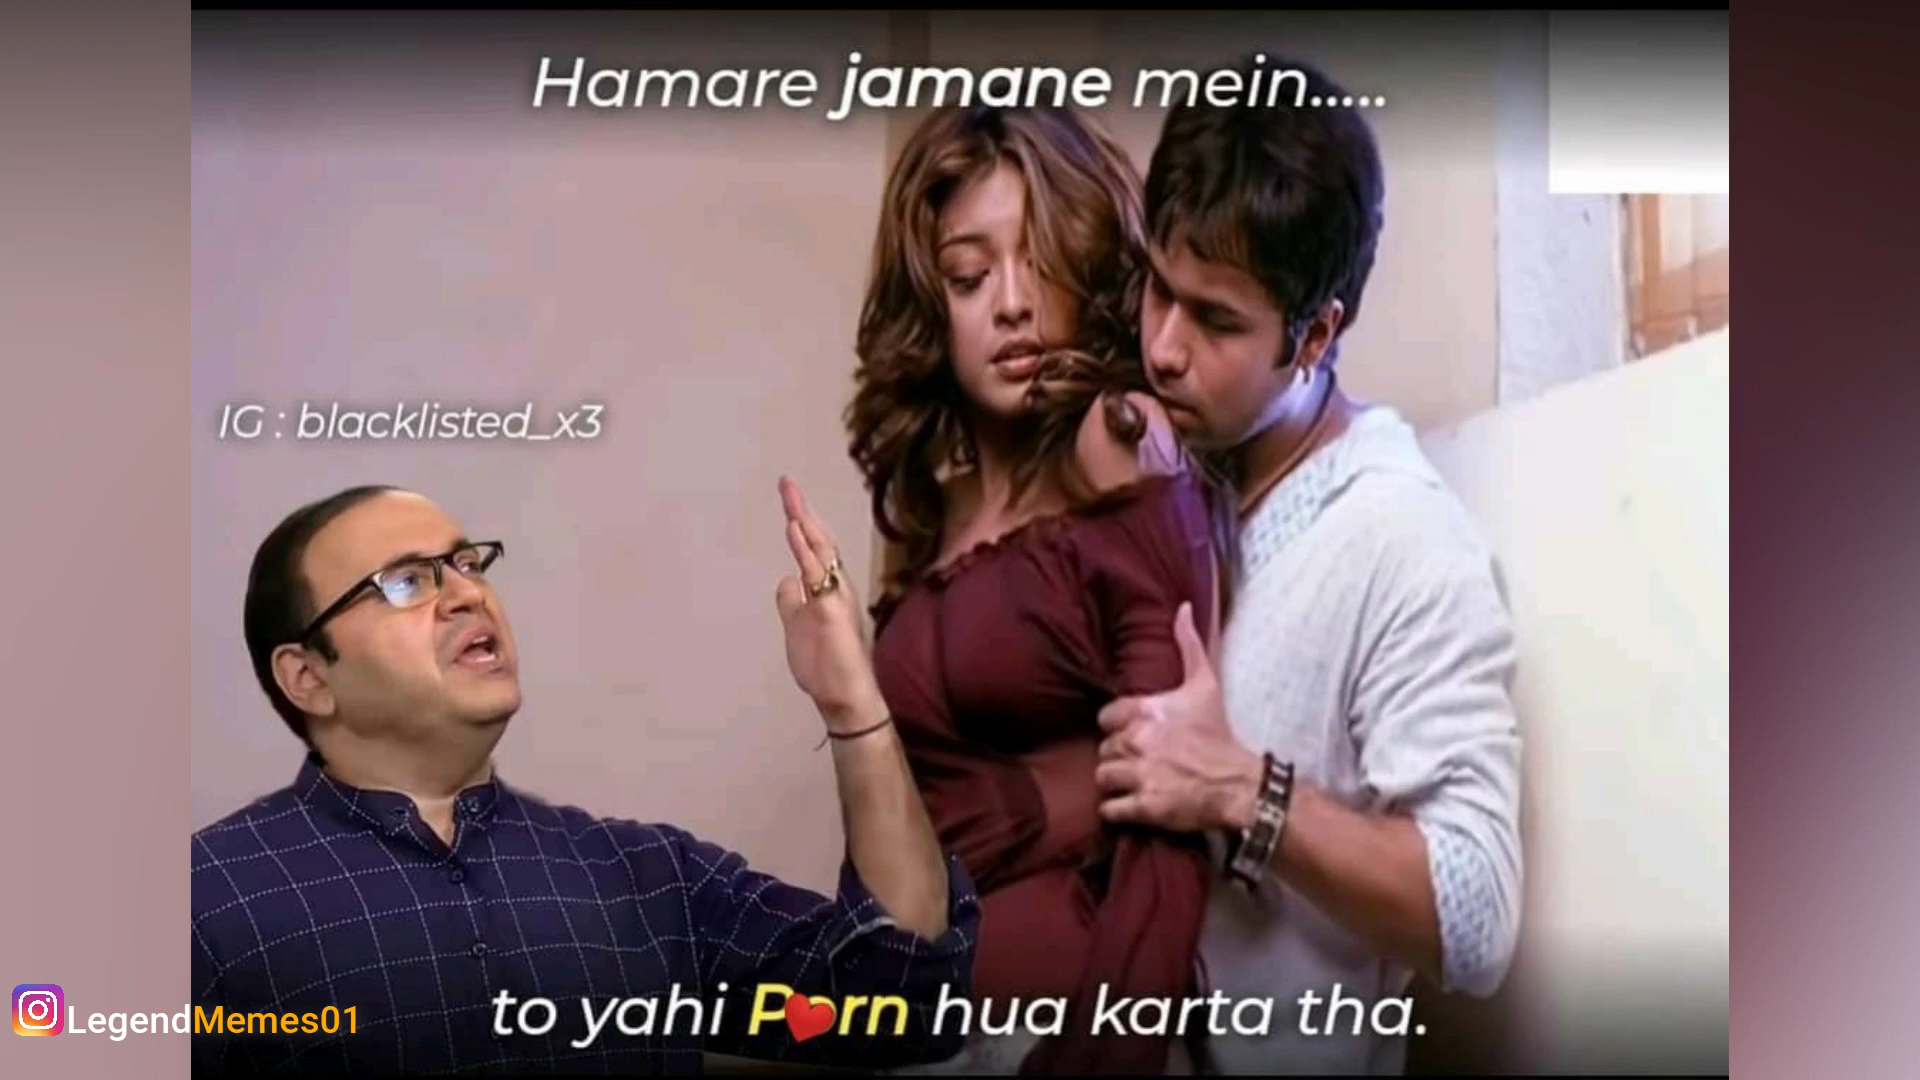 Hamare jamane mein.....
IG : blacklisted_x3
to yahi P❤rn hua karta tha.
LegendMemes01